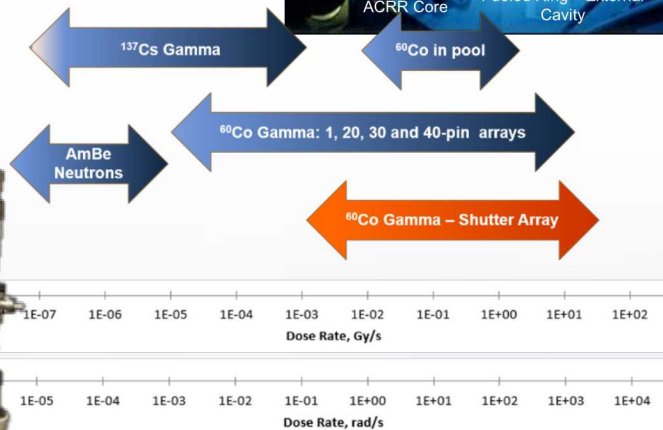 ACRR Core
Fueled Ring – External
Cavity
¹³⁷Cs Gamma
⁶⁰Co in pool
⁶⁰Co Gamma: 1, 20, 30 and 40-pin arrays
AmBe
Neutrons
⁶⁰Co Gamma – Shutter Array
1E-07 1E-06 1E-05 1E-04 1E-03 1E-02 1E-01 1E+00 1E+01 1E+02
Dose Rate, Gy/s
1E-05 1E-04 1E-03 1E-02 1E-01 1E+00 1E+01 1E+02 1E+03 1E+04
Dose Rate, rad/s